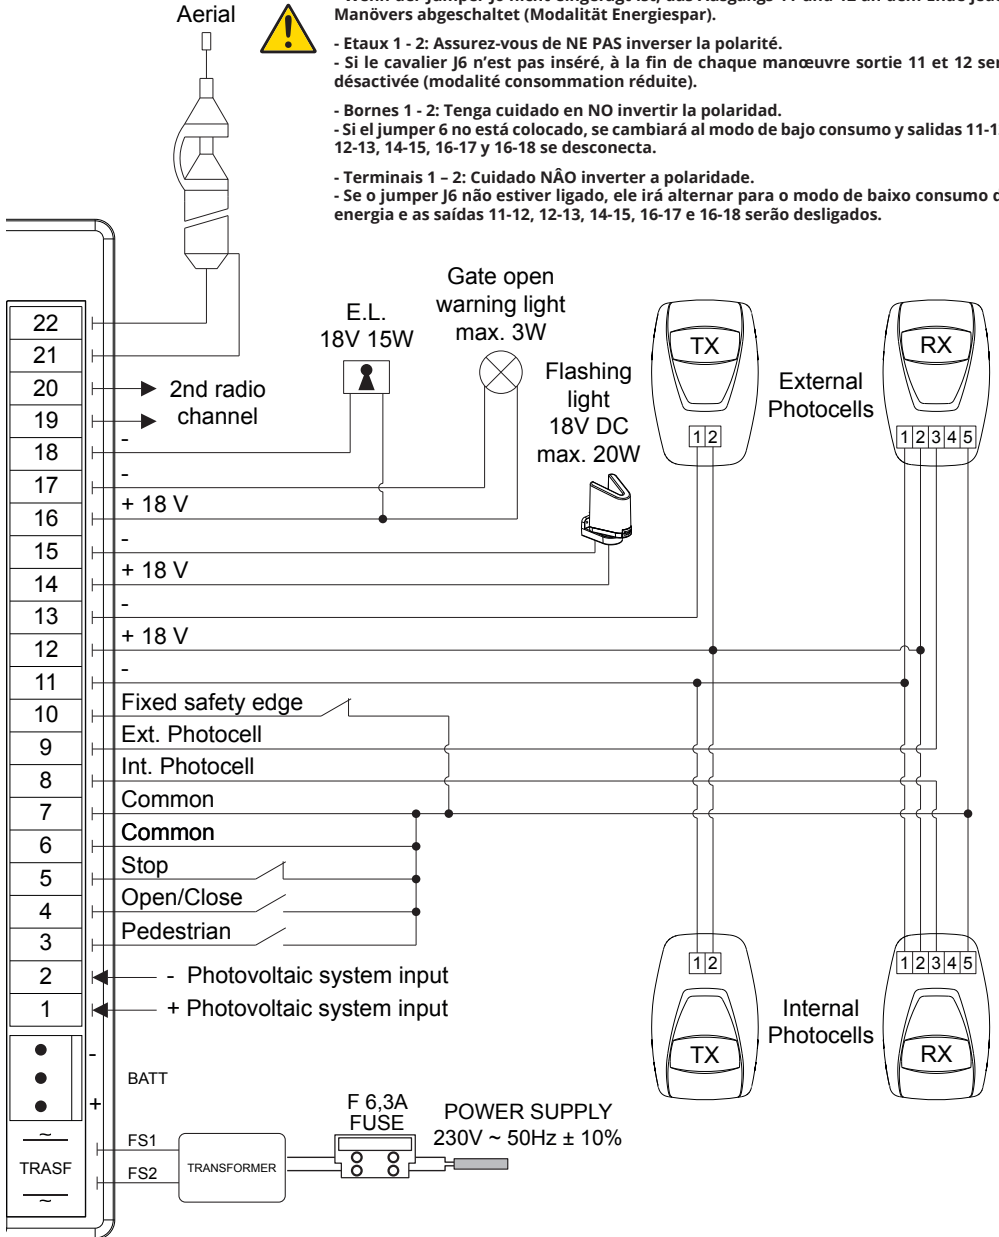 Manövers abgeschaltet (Modalität Energiespar).
- Etaux 1 - 2: Assurez-vous de NE PAS inverser la polarité.
- Si le cavalier J6 n’est pas inséré, à la fin de chaque manœuvre sortie 11 et 12
désactivée (modalité consommation réduite).
- Bornes 1 - 2: Tenga cuidado en NO invertir la polaridad.
- Si el jumper 6 no está colocado, se cambiará al modo de bajo consumo y salidas
12-13, 14-15, 16-17 y 16-18 se desconecta.
- Terminais 1 – 2: Cuidado NÂO inverter a polaridade.
- Se o jumper J6 não estiver ligado, ele irá alternar para o modo de baixo consumo
energia e as saídas 11-12, 12-13, 14-15, 16-17 e 16-18 serão desligados.
Aerial
E.L.
18V 15W
Gate open
warning light
max. 3W
Flashing
light
18V DC
max. 20W
TX
1 2
External
Photocells
RX
1 2 3 4 5
22
21
20
2nd radio
channel
19
18 -
17 -
16 + 18 V
15 -
14 + 18 V
13 -
12 + 18 V
11 -
10 Fixed safety edge
9 Ext. Photocell
8 Int. Photocell
7 Common
6 Common
5 Stop
4 Open/Close
3 Pedestrian
2 - Photovoltaic system input
1 + Photovoltaic system input
1 2
TX
Internal
Photocells
1 2 3 4 5
RX
-
BATT
+
~
TRASF
~
FS1
FS2
TRANSFORMER
F 6,3A
FUSE
POWER SUPPLY
230V ~ 50Hz ± 10%